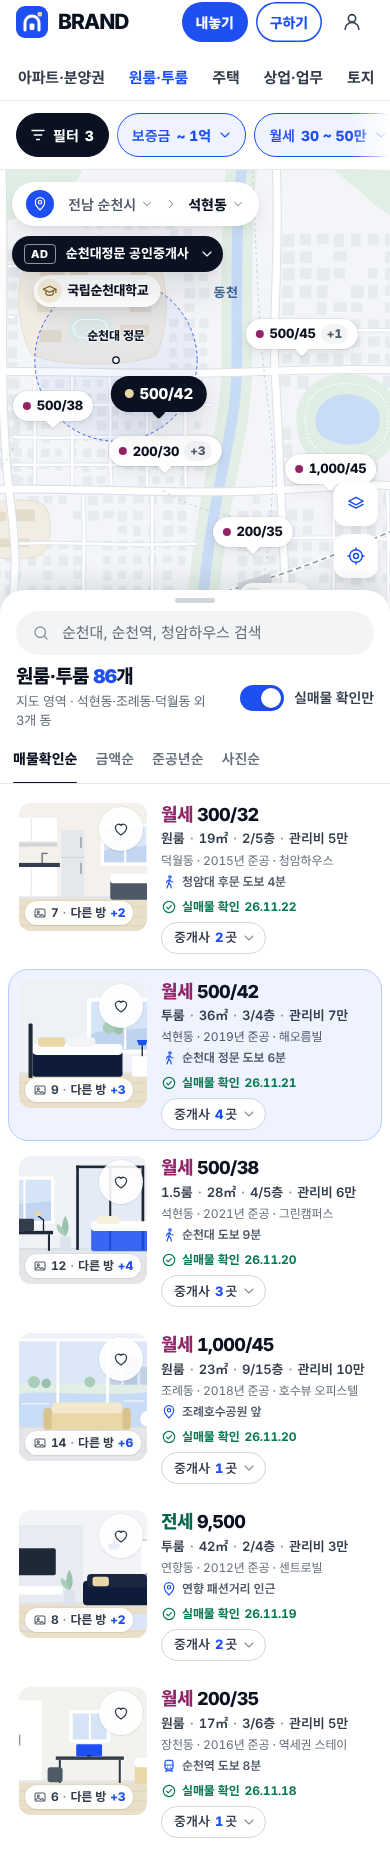 BRAND
내놓기
구하기
아파트·분양권 원룸·투룸 주택 상업·업무 토지
필터 3
보증금 ~ 1억
월세 30 ~ 50만
전남 순천시 석현동
AD 순천대정문 공인중개사
국립순천대학교
동천
순천대 정문
500/45 +1
500/42
500/38
200/30 +3
1,000/45
200/35
순천대, 순천역, 청암하우스 검색
원룸·투룸 86개
지도 영역 · 석현동·조례동·덕월동 외
3개 동
실매물 확인만
매물확인순 금액순 준공년순 사진순
월세 300/32
원룸 · 19㎡ · 2/5층 · 관리비 5만
덕월동 · 2015년 준공 · 청암하우스
청암대 후문 도보 4분
7 · 다른 방 +2
실매물 확인 26.11.22
중개사 2곳
월세 500/42
투룸 · 36㎡ · 3/4층 · 관리비 7만
석현동 · 2019년 준공 · 해오름빌
순천대 정문 도보 6분
9 · 다른 방 +3
실매물 확인 26.11.21
중개사 4곳
월세 500/38
1.5룸 · 28㎡ · 4/5층 · 관리비 6만
석현동 · 2021년 준공 · 그린캠퍼스
순천대 도보 9분
12 · 다른 방 +4
실매물 확인 26.11.20
중개사 3곳
월세 1,000/45
원룸 · 23㎡ · 9/15층 · 관리비 10만
조례동 · 2018년 준공 · 호수뷰 오피스텔
조례호수공원 앞
14 · 다른 방 +6
실매물 확인 26.11.20
중개사 1곳
전세 9,500
투룸 · 42㎡ · 2/4층 · 관리비 3만
연향동 · 2012년 준공 · 센트로빌
연향 패션거리 인근
8 · 다른 방 +2
실매물 확인 26.11.19
중개사 2곳
월세 200/35
원룸 · 17㎡ · 3/6층 · 관리비 5만
장천동 · 2016년 준공 · 역세권 스테이
순천역 도보 8분
6 · 다른 방 +3
실매물 확인 26.11.18
중개사 1곳